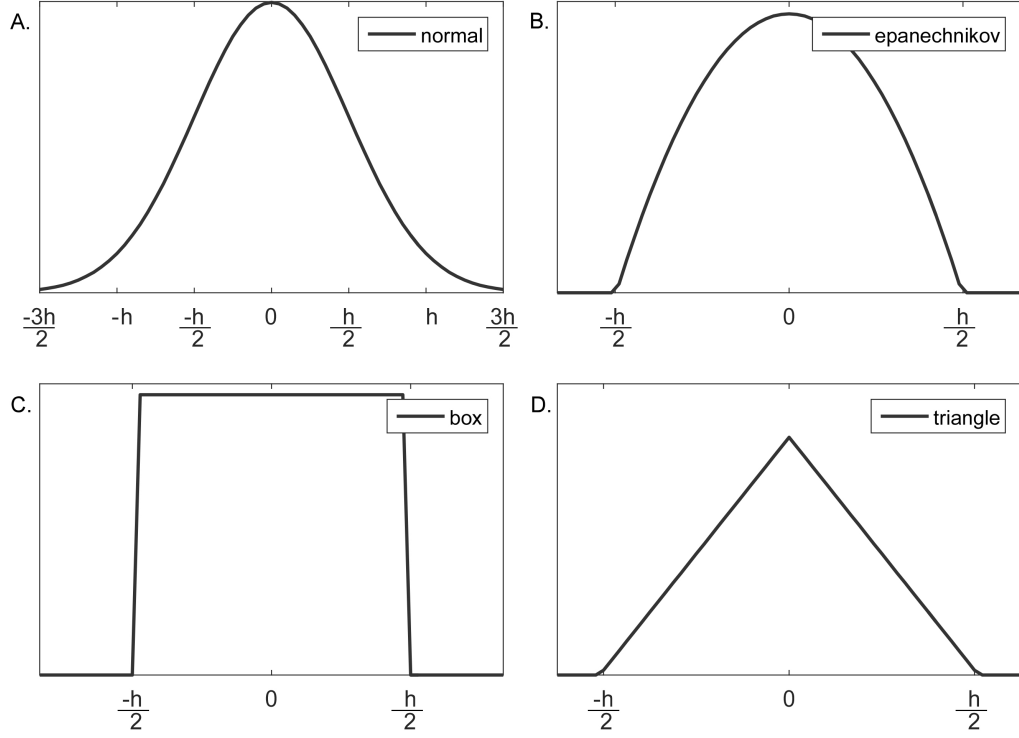 A.
normal
-3h/2 -h -h/2 0 h/2 h 3h/2
B.
epanechnikov
-h/2 0 h/2
C.
box
-h/2 0 h/2
D.
triangle
-h/2 0 h/2